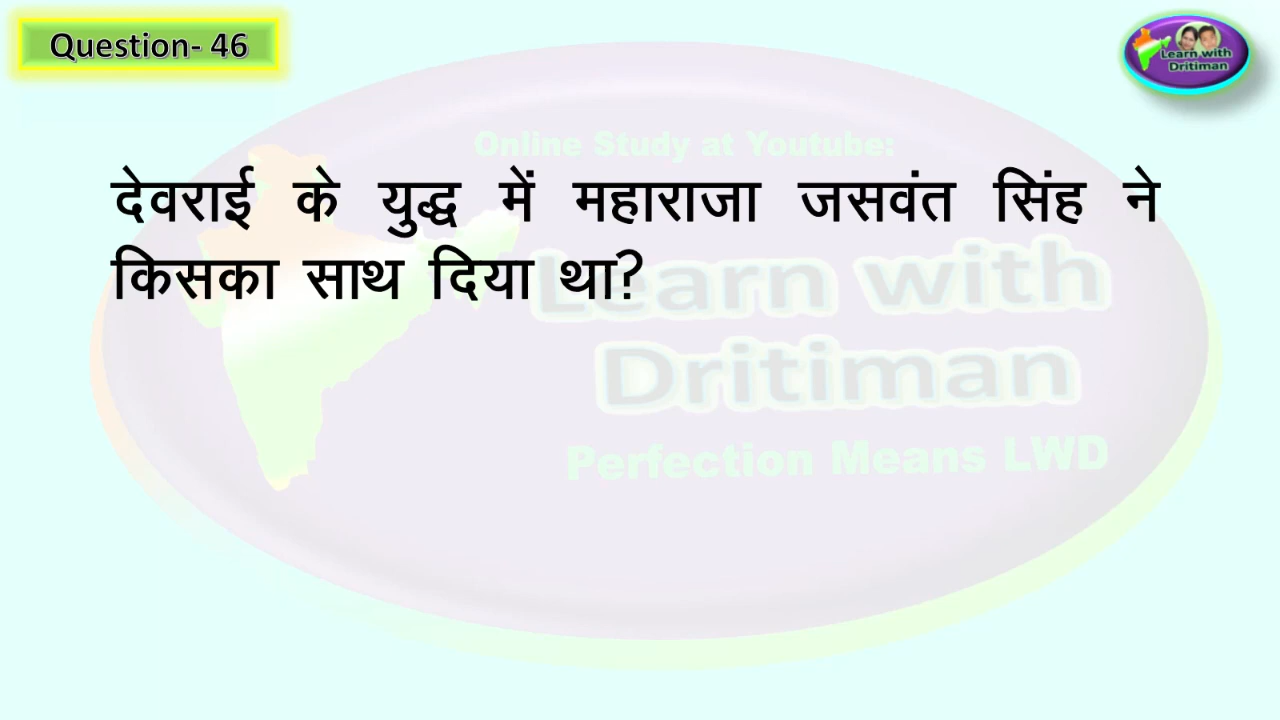 Question- 46
Learn with
Dritiman
Online Study at Youtube:
देवराई के युद्ध में महाराजा जसवंत सिंह ने
किसका साथ दिया था?
Learn with
Dritiman
Perfection Means LWD